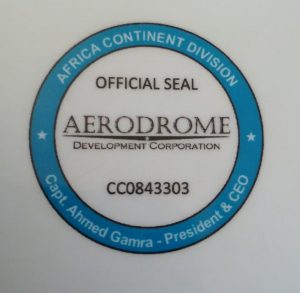 AFRICA CONTINENT DIVISION
OFFICIAL SEAL
AERODROME
DEVELOPMENT CORPORATION
CC0843303
Capt. Ahmed Gamra - President & CEO